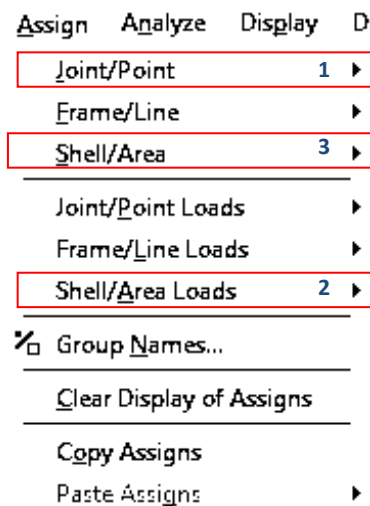 Assign Analyze Display D
Joint/Point 1
Frame/Line
Shell/Area 3
Joint/Point Loads
Frame/Line Loads
Shell/Area Loads 2
Group Names...
Clear Display of Assigns
Copy Assigns
Paste Assigns